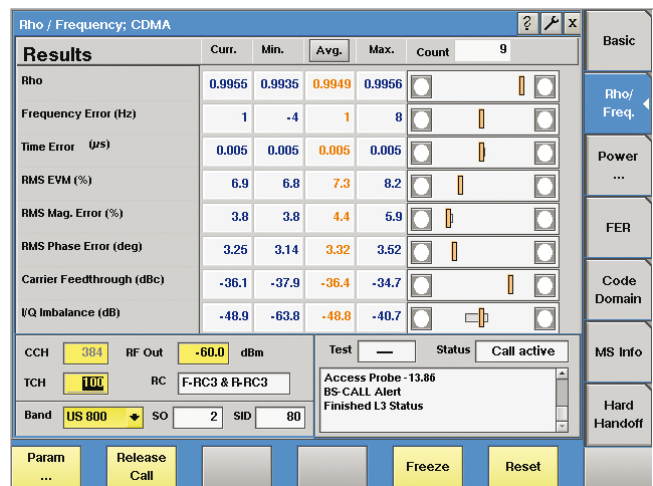 Rho / Frequency; CDMA ? x
Results Curr. Min. Avg. Max. Count 9
Rho 0.9955 0.9935 0.9949 0.9956
Frequency Error (Hz) 1 -4 1 8
Time Error (µs) 0.005 0.005 0.005 0.005
RMS EVM (%) 6.9 6.8 7.3 8.2
RMS Mag. Error (%) 3.8 3.8 4.4 5.9
RMS Phase Error (deg) 3.25 3.14 3.32 3.52
Carrier Feedthrough (dBc) -36.1 -37.9 -36.4 -34.7
I/Q Imbalance (dB) -48.9 -63.8 -48.8 -40.7
CCH 384 RF Out -60.0 dBm
TCH 100 RC F-RC3 & R-RC3
Band US 800 SO 2 SID 80
Test — Status Call active
Access Probe -13.86
BS-CALL Alert
Finished L3 Status
Basic
Rho/
Freq.
Power
...
FER
Code
Domain
MS Info
Hard
Handoff
Param
...
Release
Call
Freeze
Reset